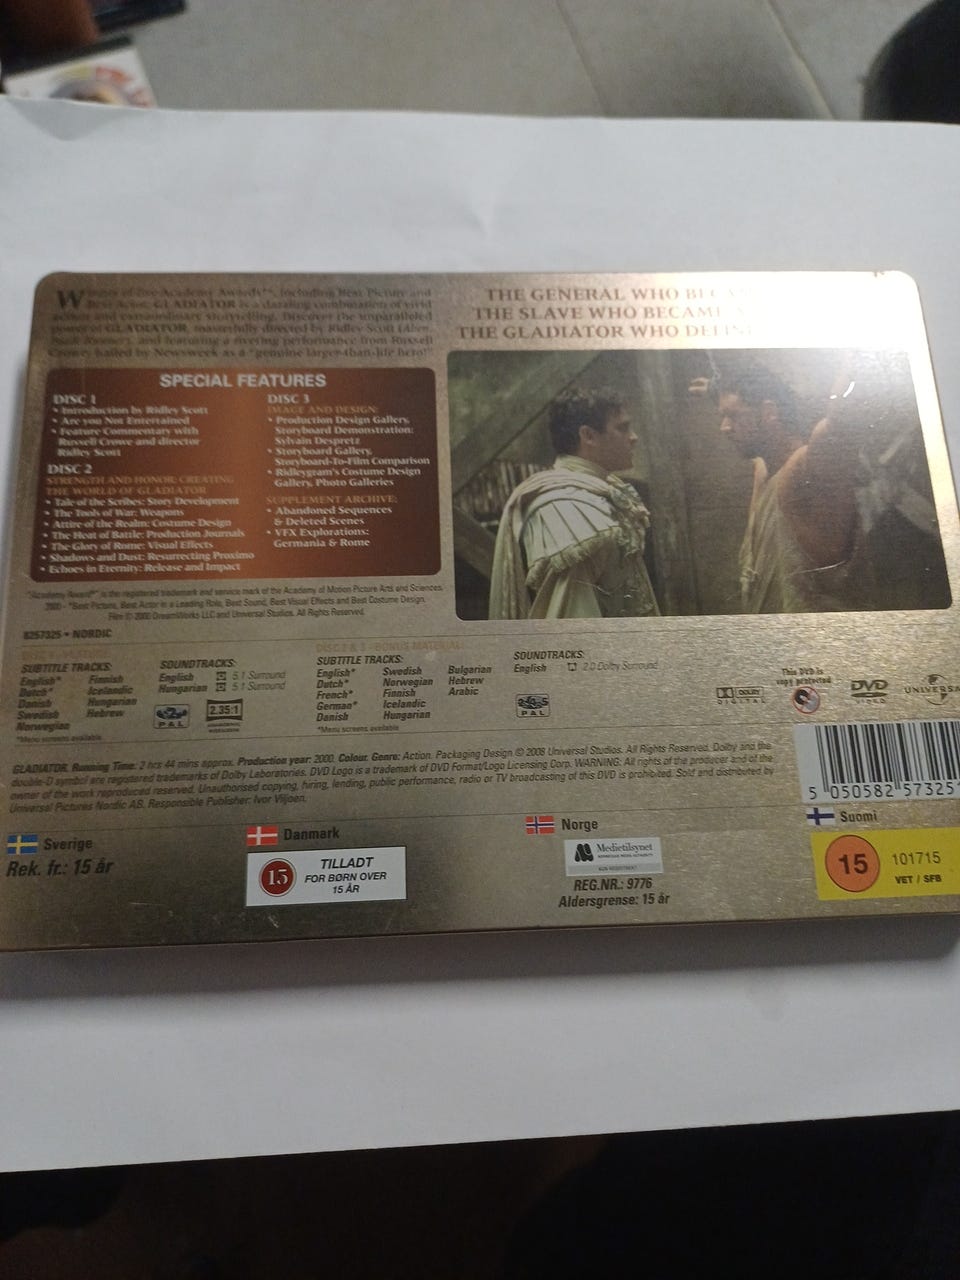 Winner of five Academy Awards®*, including Best Picture and
Best Actor, GLADIATOR is a daring combination of vivid
action and extraordinary storytelling. Discover the unparalleled
power of GLADIATOR, masterfully directed by Ridley Scott (Alien,
and featuring a riveting performance from Russell
Crowe, hailed by Newsweek as a "genuine larger-than-life hero!"
THE GENERAL WHO
THE SLAVE WHO BECAME
THE GLADIATOR WHO
SPECIAL FEATURES
DISC 1
• Introduction by Ridley Scott
• Are you Not Entertained
• Feature Commentary with
Russell Crowe and director
Ridley Scott
DISC 2
STRENGTH AND HONOR: CREATING
THE WORLD OF GLADIATOR
• Tale of the Scribes: Story Development
• The Tools of War: Weapons
• Attire of the Realm: Costume Design
• The Heat of Battle: Production Journals
• The Glory of Rome: Visual Effects
• Shadows and Dust: Resurrecting Proximo
• Echoes in Eternity: Release and Impact
DISC 3
IMAGE AND DESIGN:
• Production Design Gallery,
Storyboard Demonstration:
Sylvain Despretz
• Storyboard Gallery,
Storyboard-To-Film Comparison
• Ridleygram's Costume Design
Gallery, Photo Galleries
SUPPLEMENT ARCHIVE:
• Abandoned Sequences
& Deleted Scenes
• VFX Explorations:
Germania & Rome
"Academy Award®" is the registered trademark and service mark of the Academy of Motion Picture Arts and Sciences.
2000 - *Best Picture, Best Actor in a Leading Role, Best Sound, Best Visual Effects and Best Costume Design.
Film © 2000 DreamWorks LLC and Universal Studios. All Rights Reserved.
8257325 • NORDIC
SUBTITLE TRACKS:
English*
Dutch*
Danish
Swedish
Norwegian
Finnish
Icelandic
Hungarian
Hebrew
*Menu screens available
SOUNDTRACKS:
English 5.1 Surround
Hungarian 5.1 Surround
PAL
2.35:1
DISC 2 & 3 - BONUS MATERIAL:
SUBTITLE TRACKS:
English*
Dutch*
French*
German*
Danish
Swedish
Norwegian
Finnish
Icelandic
Hungarian
Bulgarian
Hebrew
Arabic
*Menu screens available
SOUNDTRACKS:
English 2.0 Dolby Surround
PAL
DOLBY
DIGITAL
This DVD is
copy protected
DVD
VIDEO
UNIVERSA
GLADIATOR. Running Time: 2 hrs 44 mins approx. Production year: 2000. Colour. Genre: Action. Packaging Design © 2008 Universal Studios. All Rights Reserved. Dolby and the
double-D symbol are registered trademarks of Dolby Laboratories. DVD Logo is a trademark of DVD Format/Logo Licensing Corp. WARNING: All rights of the producer and of the
owner of the work reproduced reserved. Unauthorised copying, hiring, lending, public performance, radio or TV broadcasting of this DVD is prohibited. Sold and distributed by
Universal Pictures Nordic AB. Responsible Publisher: Ivor Viljoen.
5 050582 57325
Sverige
Rek. fr.: 15 år
Danmark
15
TILLADT
FOR BØRN OVER
15 ÅR
Norge
Medietilsynet
NORWEGIAN MEDIA AUTHORITY
REG.NR.: 9776
Aldersgrense: 15 år
Suomi
15
101715
VET / SFB